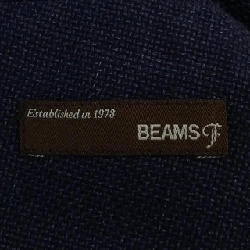 Established in 1978
BEAMS F